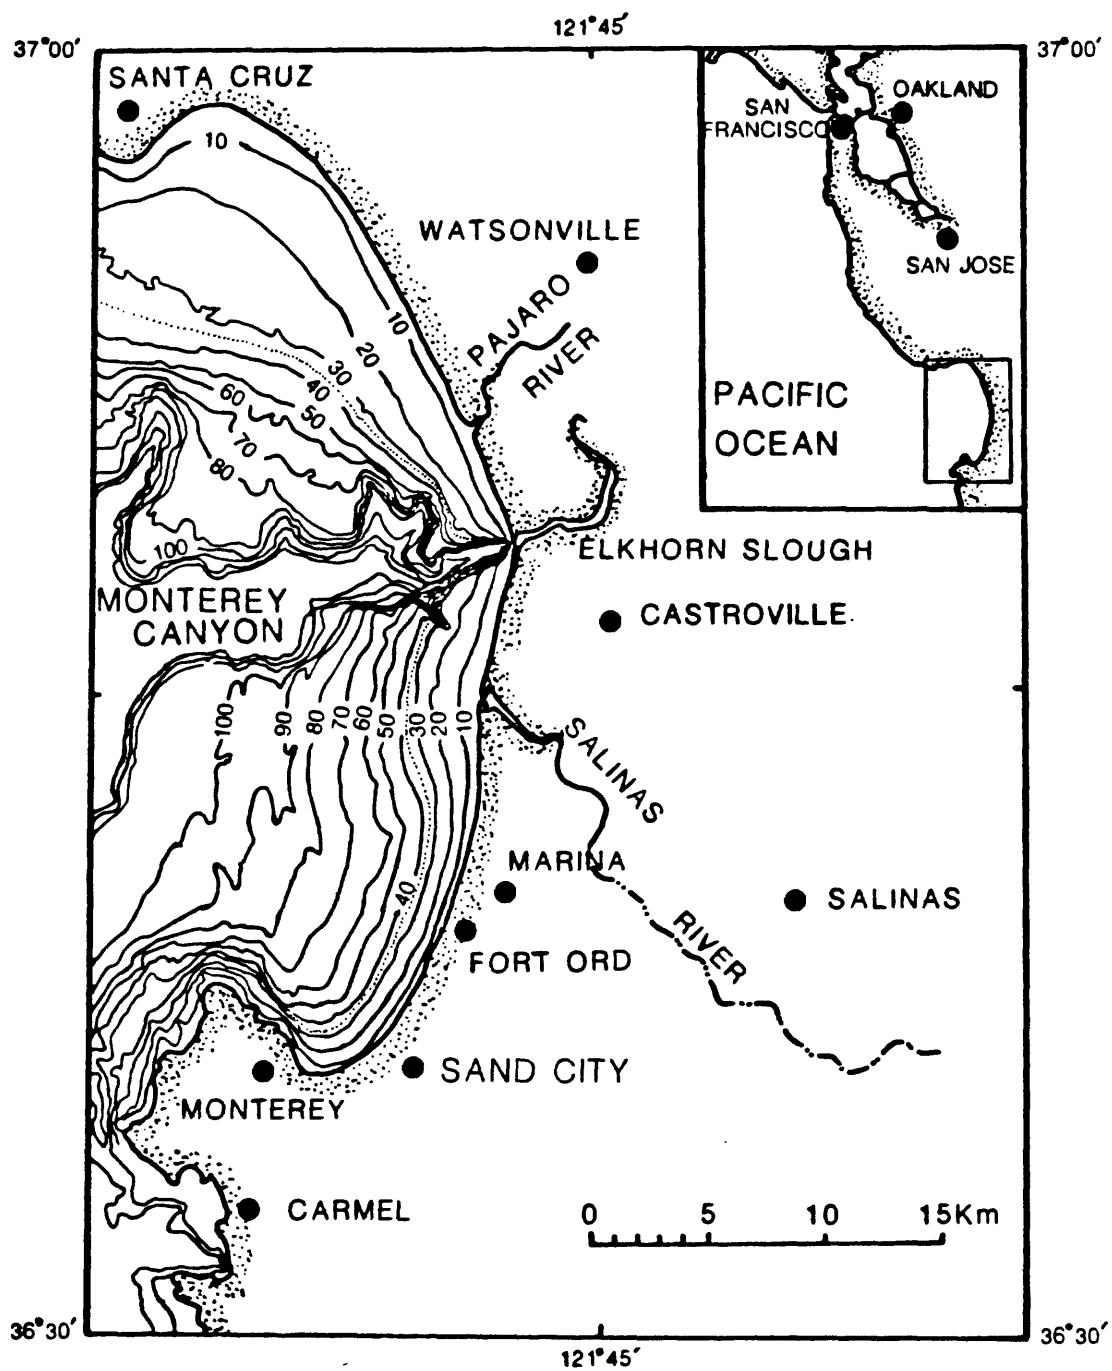 121°45′
37°00′
37°00′
SANTA CRUZ
10
OAKLAND
SAN
FRANCISCO
SAN JOSE
PACIFIC
OCEAN
WATSONVILLE
PAJARO
RIVER
10
20
30
40
50
60
70
80
100
ELKHORN SLOUGH
MONTEREY
CANYON
CASTROVILLE
100
90
80
70
60
50
30
20
10
SALINAS
RIVER
MARINA
40
SALINAS
FORT ORD
SAND CITY
MONTEREY
CARMEL
0 5 10 15Km
36°30′
36°30′
121°45′